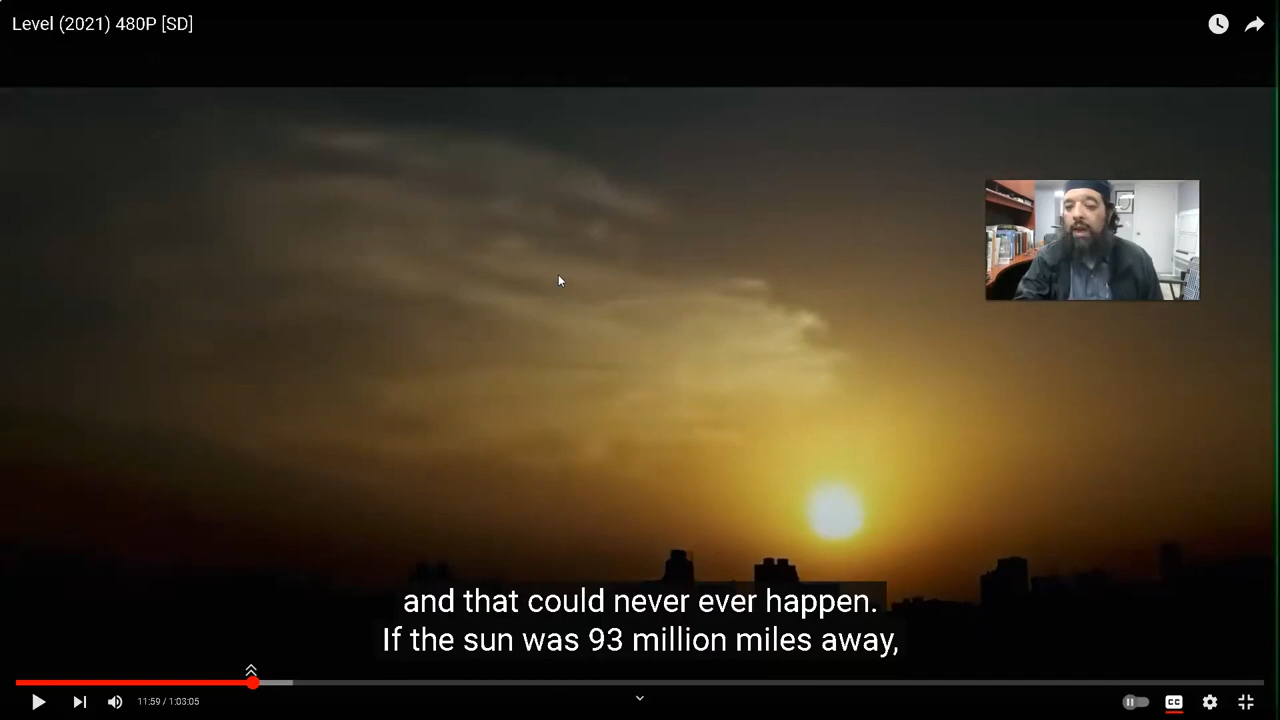 Level (2021) 480P [SD]
and that could never ever happen.
If the sun was 93 million miles away,
11:59 / 1:03:05
CC